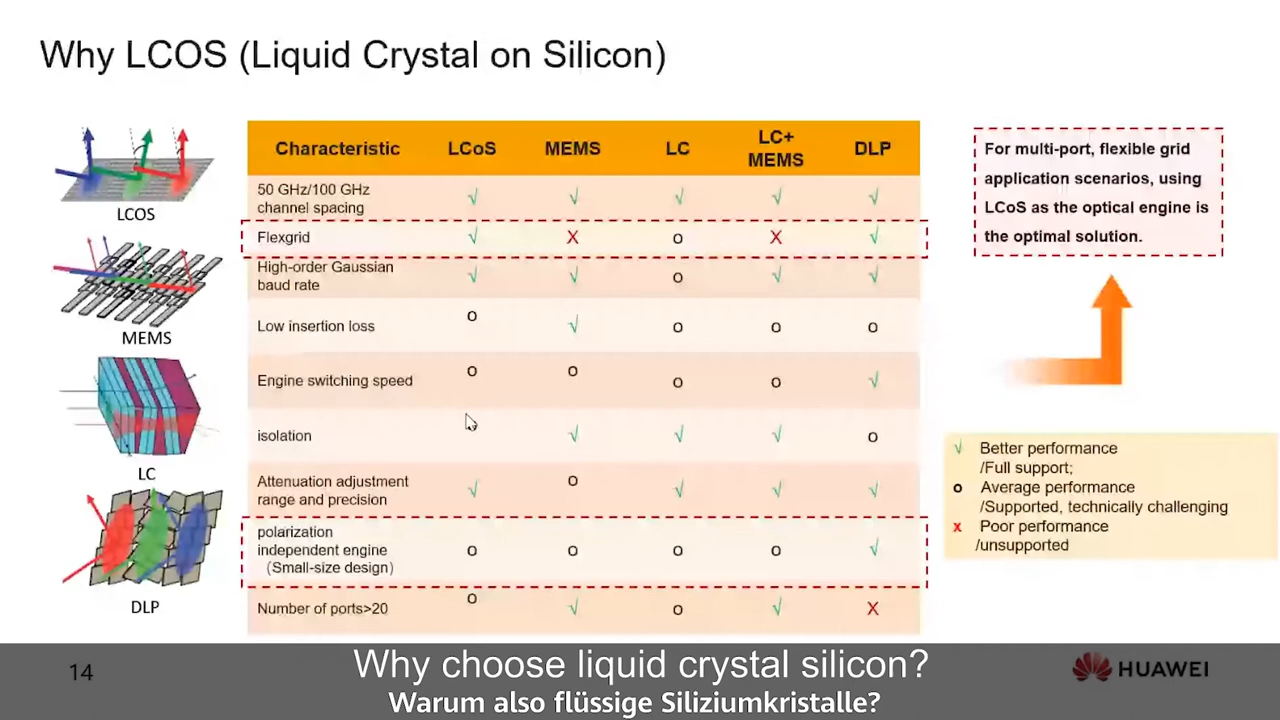 Why LCOS (Liquid Crystal on Silicon)
LCOS
MEMS
LC
DLP
Characteristic LCoS MEMS LC LC+ MEMS DLP
50 GHz/100 GHz
channel spacing √ √ √ √ √
Flexgrid √ X o X √
High-order Gaussian
baud rate √ √ o √ √
Low insertion loss o √ o o o
Engine switching speed o o o o √
isolation √ √ √ o
Attenuation adjustment
range and precision √ o √ √ √
polarization
independent engine
(Small-size design) o o o o √
Number of ports>20 o √ o √ X
For multi-port, flexible grid
application scenarios, using
LCoS as the optical engine is
the optimal solution.
√ Better performance
/Full support;
o Average performance
/Supported, technically challenging
x Poor performance
/unsupported
14
Why choose liquid crystal silicon?
Warum also flüssige Siliziumkristalle?
HUAWEI